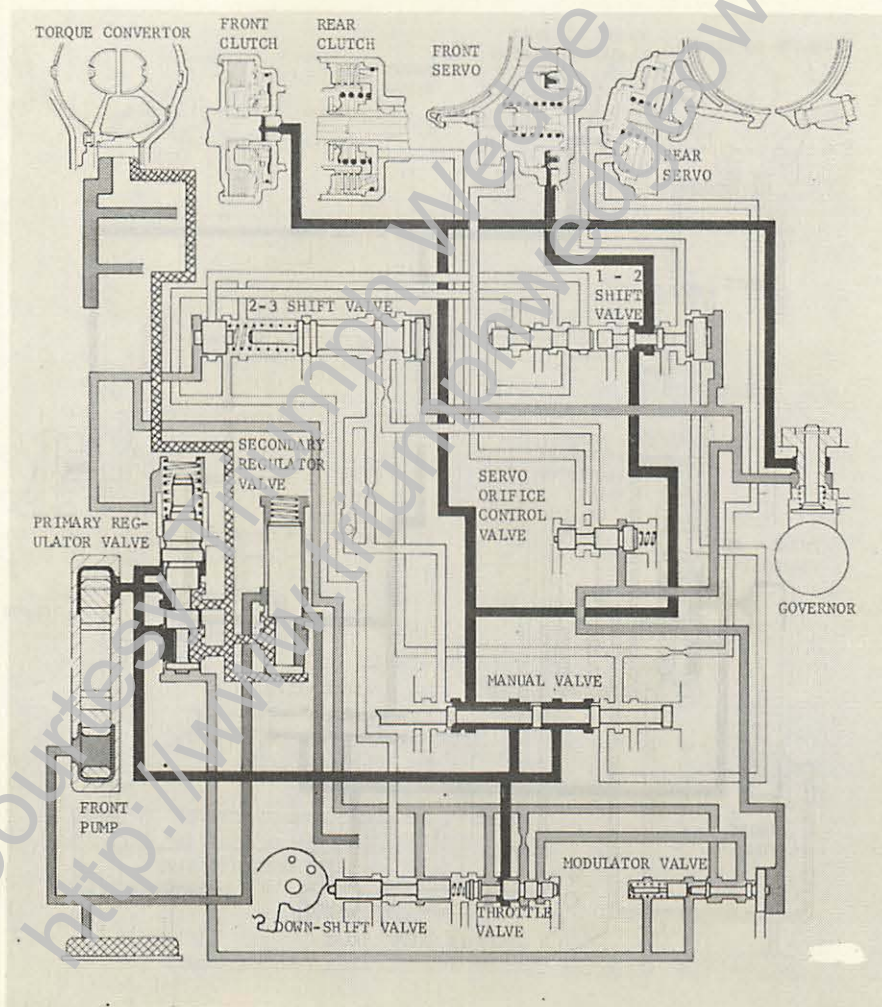 TORQUE CONVERTOR
FRONT
CLUTCH
REAR
CLUTCH
FRONT
SERVO
REAR
SERVO
2-3 SHIFT VALVE
1 - 2
SHIFT
VALVE
SECONDARY
REGULATOR
VALVE
PRIMARY REG-
ULATOR VALVE
SERVO
ORIFICE
CONTROL
VALVE
GOVERNOR
MANUAL VALVE
FRONT
PUMP
MODULATOR VALVE
DOWN-SHIFT VALVE
THROTTLE
VALVE
Courtesy Triumph Wedge
http://www.triumphwedgeow